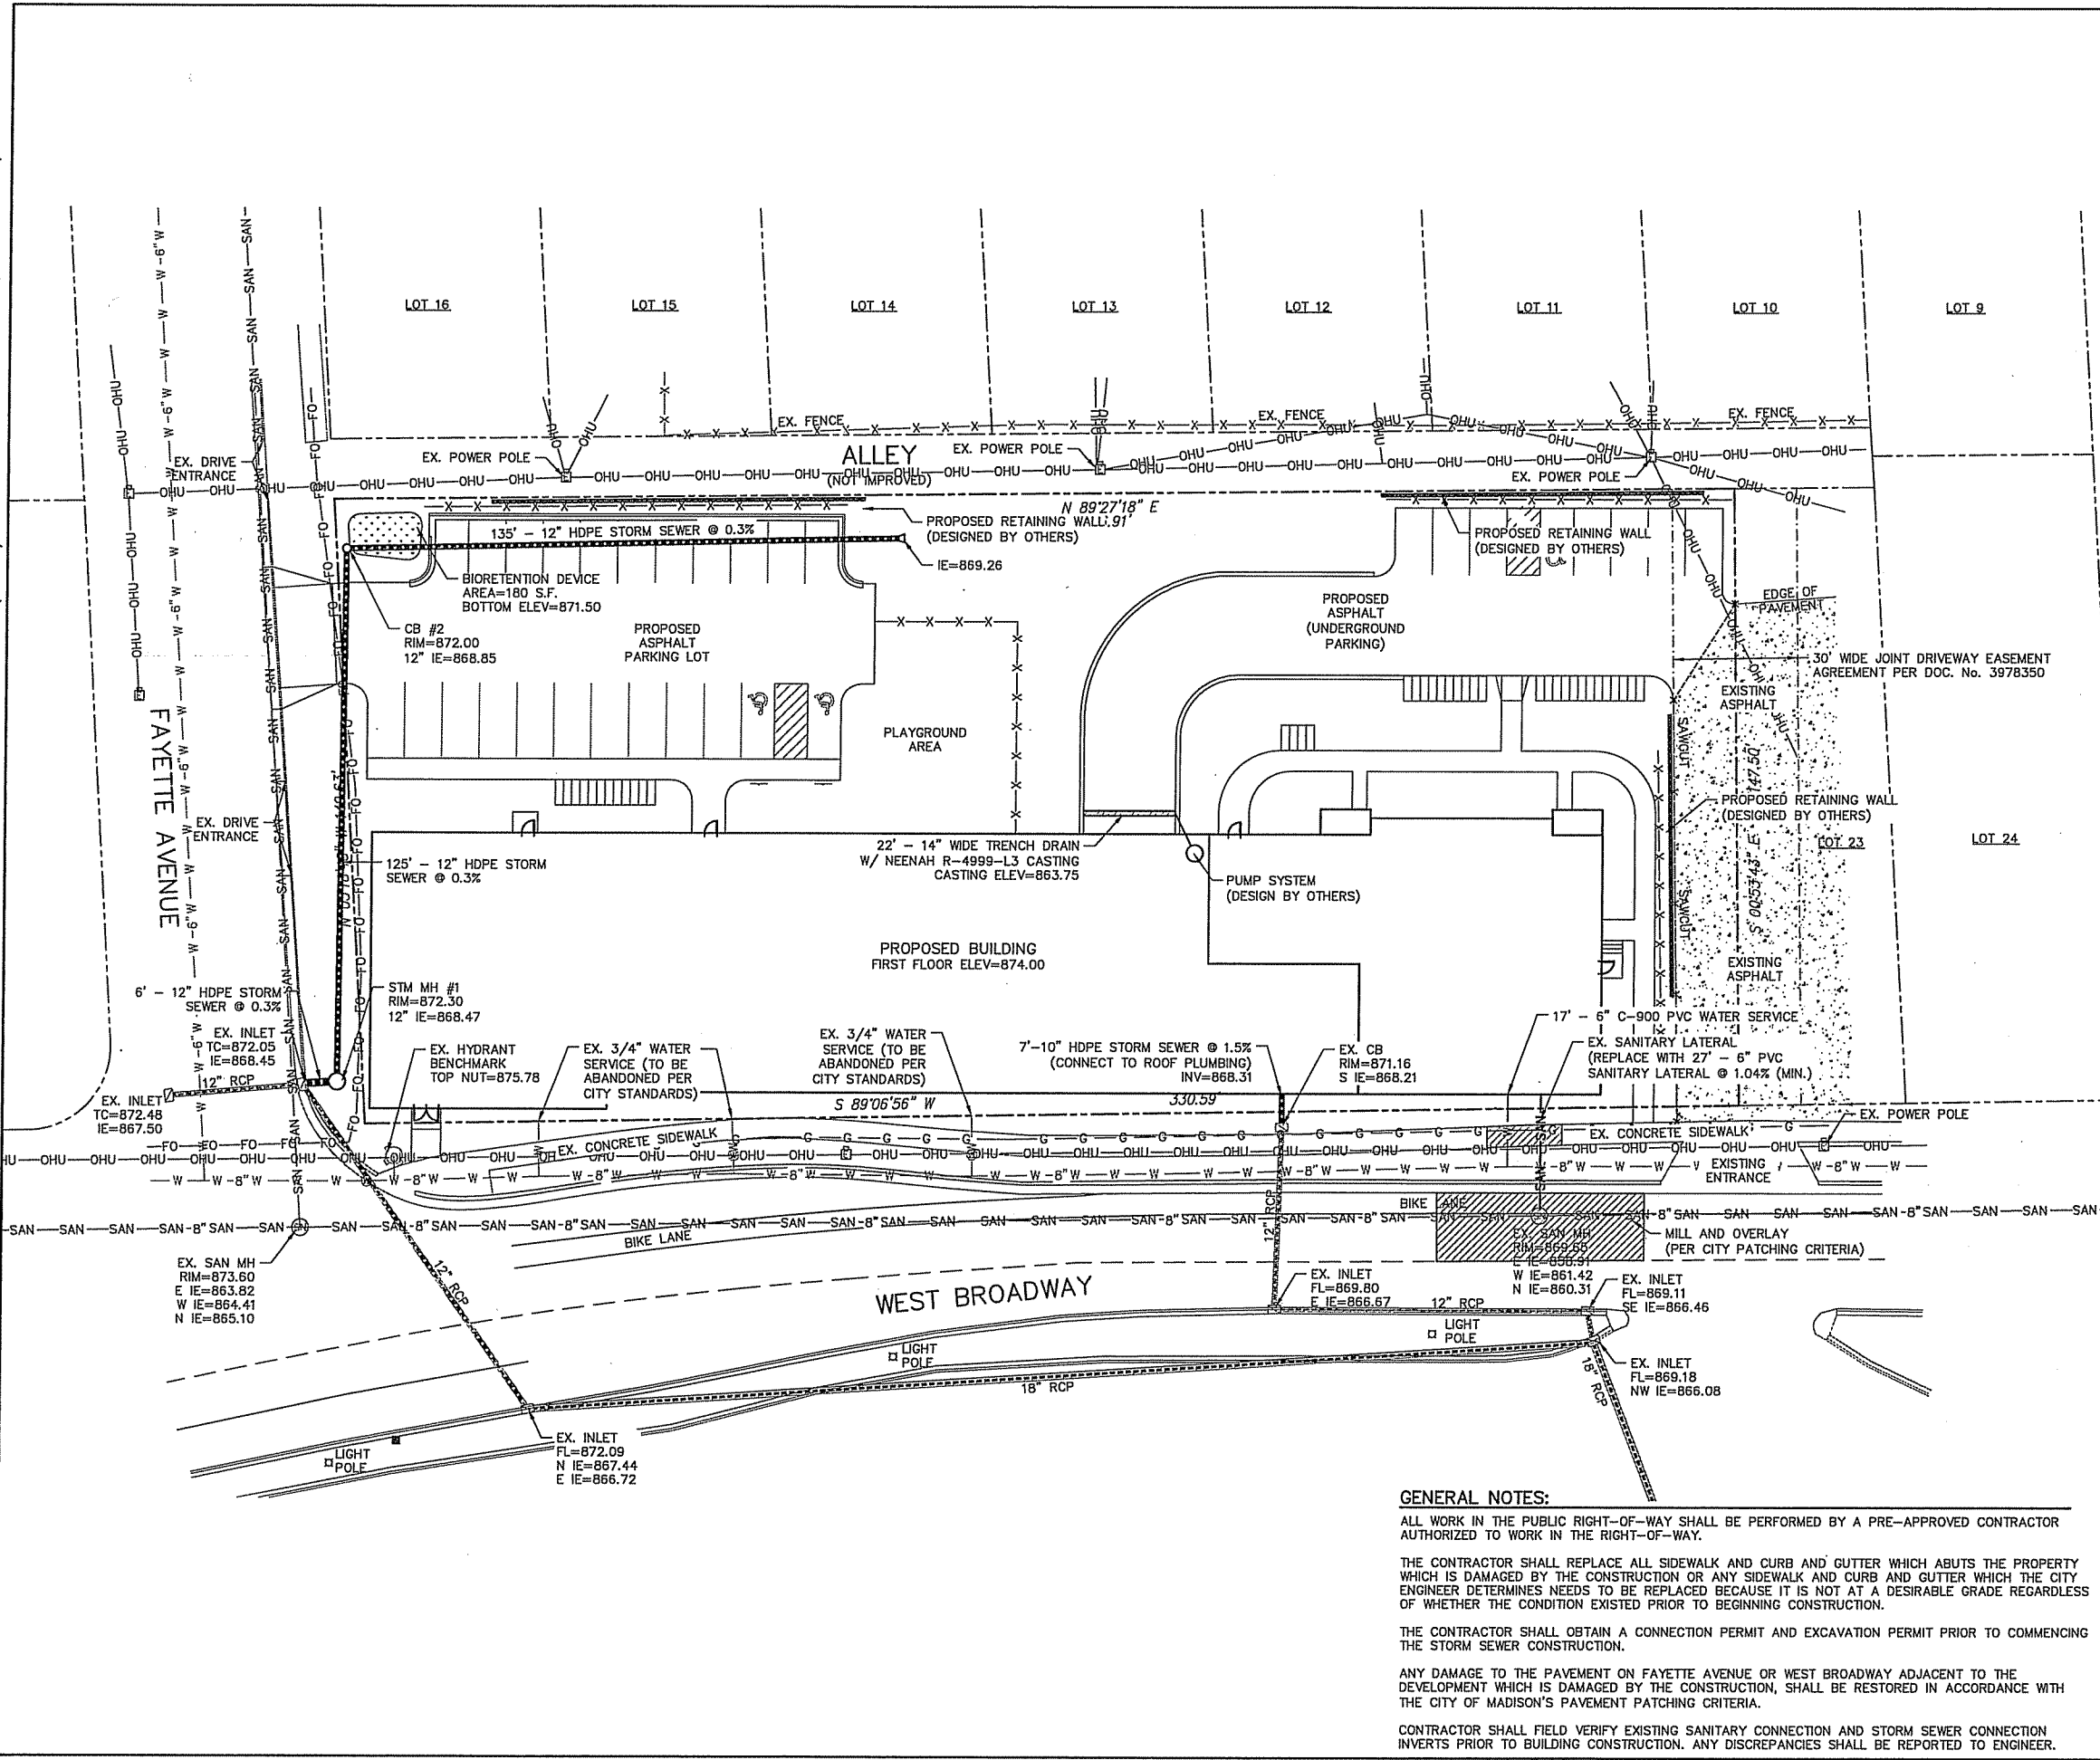 LOT 16
LOT 15
LOT 14
LOT 13
LOT 12
LOT 11
LOT 10
LOT 9
EX. FENCE
EX. FENCE
EX. FENCE
EX. DRIVE
ENTRANCE
EX. POWER POLE
ALLEY
(NOT IMPROVED)
EX. POWER POLE
EX. POWER POLE
N 89°27'18" E
PROPOSED RETAINING WALL
(DESIGNED BY OTHERS)
PROPOSED RETAINING WALL
(DESIGNED BY OTHERS)
135' - 12" HDPE STORM SEWER @ 0.3%
IE=869.26
BIORETENTION DEVICE
AREA=180 S.F.
BOTTOM ELEV=871.50
CB #2
RIM=872.00
12" IE=868.85
PROPOSED
ASPHALT
PARKING LOT
PROPOSED
ASPHALT
(UNDERGROUND
PARKING)
EDGE OF
PAVEMENT
30' WIDE JOINT DRIVEWAY EASEMENT
AGREEMENT PER DOC. No. 3978350
EXISTING
ASPHALT
PLAYGROUND
AREA
FAYETTE AVENUE
SAWCUT
S 00°53'43" E 147.50
PROPOSED RETAINING WALL
(DESIGNED BY OTHERS)
LOT 23
LOT 24
EX. DRIVE
ENTRANCE
125' - 12" HDPE STORM
SEWER @ 0.3%
22' - 14" WIDE TRENCH DRAIN
W/ NEENAH R-4999-L3 CASTING
CASTING ELEV=863.75
PUMP SYSTEM
(DESIGN BY OTHERS)
SAWCUT
PROPOSED BUILDING
FIRST FLOOR ELEV=874.00
EXISTING
ASPHALT
6' - 12" HDPE STORM
SEWER @ 0.3%
STM MH #1
RIM=872.30
12" IE=868.47
EX. INLET
TC=872.05
IE=868.45
12" RCP
EX. INLET
TC=872.48
IE=867.50
EX. HYDRANT
BENCHMARK
TOP NUT=875.78
EX. 3/4" WATER
SERVICE (TO BE
ABANDONED PER
CITY STANDARDS)
EX. 3/4" WATER
SERVICE (TO BE
ABANDONED PER
CITY STANDARDS)
7'-10" HDPE STORM SEWER @ 1.5%
(CONNECT TO ROOF PLUMBING)
INV=868.31
EX. CB
RIM=871.16
S IE=868.21
17' - 6" C-900 PVC WATER SERVICE
EX. SANITARY LATERAL
(REPLACE WITH 27' - 6" PVC
SANITARY LATERAL @ 1.04% (MIN.)
S 89°06'56" W
330.59'
EX. POWER POLE
EX. CONCRETE SIDEWALK
EX. CONCRETE SIDEWALK
EXISTING
ENTRANCE
BIKE LANE
BIKE LANE
MILL AND OVERLAY
(PER CITY PATCHING CRITERIA)
EX. SAN MH
RIM=873.60
E IE=863.82
W IE=864.41
N IE=865.10
12" RCP
12" RCP
EX. SAN MH
RIM=869.65
E IE=858.91
W IE=861.42
N IE=860.31
WEST BROADWAY
EX. INLET
FL=869.80
E IE=866.67
12" RCP
EX. INLET
FL=869.11
SE IE=866.46
LIGHT
POLE
LIGHT
POLE
18" RCP
18" RCP
EX. INLET
FL=869.18
NW IE=866.08
LIGHT
POLE
EX. INLET
FL=872.09
N IE=867.44
E IE=866.72
GENERAL NOTES:
ALL WORK IN THE PUBLIC RIGHT-OF-WAY SHALL BE PERFORMED BY A PRE-APPROVED CONTRACTOR
AUTHORIZED TO WORK IN THE RIGHT-OF-WAY.
THE CONTRACTOR SHALL REPLACE ALL SIDEWALK AND CURB AND GUTTER WHICH ABUTS THE PROPERTY
WHICH IS DAMAGED BY THE CONSTRUCTION OR ANY SIDEWALK AND CURB AND GUTTER WHICH THE CITY
ENGINEER DETERMINES NEEDS TO BE REPLACED BECAUSE IT IS NOT AT A DESIRABLE GRADE REGARDLESS
OF WHETHER THE CONDITION EXISTED PRIOR TO BEGINNING CONSTRUCTION.
THE CONTRACTOR SHALL OBTAIN A CONNECTION PERMIT AND EXCAVATION PERMIT PRIOR TO COMMENCING
THE STORM SEWER CONSTRUCTION.
ANY DAMAGE TO THE PAVEMENT ON FAYETTE AVENUE OR WEST BROADWAY ADJACENT TO THE
DEVELOPMENT WHICH IS DAMAGED BY THE CONSTRUCTION, SHALL BE RESTORED IN ACCORDANCE WITH
THE CITY OF MADISON'S PAVEMENT PATCHING CRITERIA.
CONTRACTOR SHALL FIELD VERIFY EXISTING SANITARY CONNECTION AND STORM SEWER CONNECTION
INVERTS PRIOR TO BUILDING CONSTRUCTION. ANY DISCREPANCIES SHALL BE REPORTED TO ENGINEER.